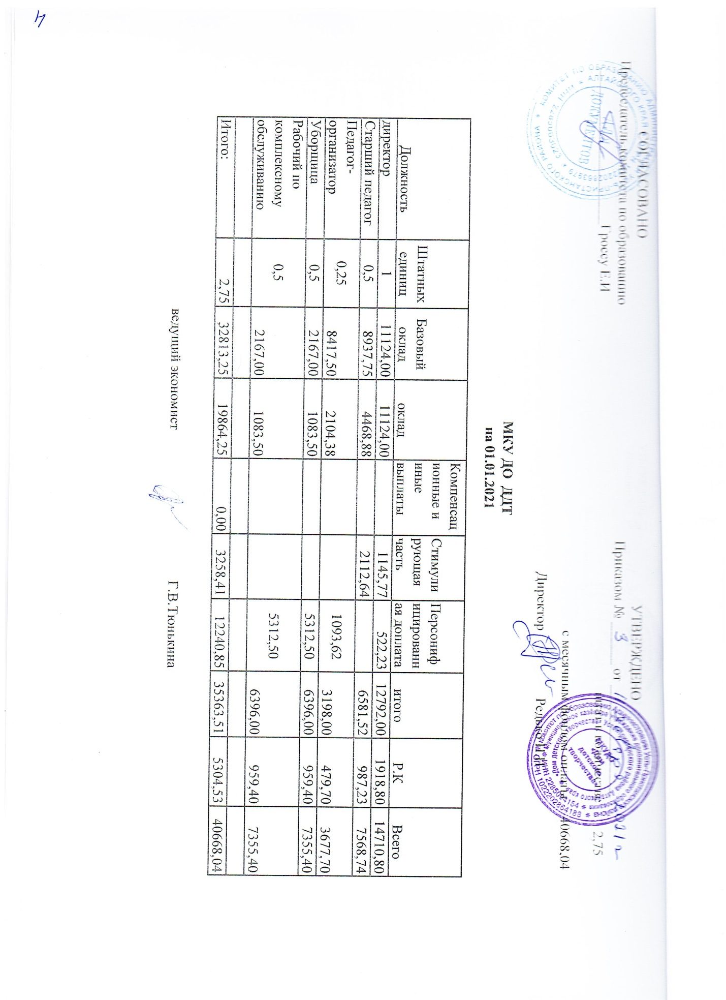 СОГЛАСОВАНО
Председатель комитета по образованию
Гроссу Е.И
УТВЕРЖДЕНО
Приказом № 3 от
2,75
с месячным фондом оплаты 40668,04
Директор Редько Н.И
МКУ ДО ДДТ
на 01.01.2021
Должность Штатных единиц Базовый оклад оклад Компенсационные и иные выплаты Стимулирующая часть Персонифицированная доплата итого Р.К Всего
директор 1 11124,00 11124,00 1145,77 522,23 12792,00 1918,80 14710,80
Старший педагог 0,5 8937,75 4468,88 2112,64 6581,52 987,23 7568,74
Педагог-
организатор 0,25 8417,50 2104,38 1093,62 3198,00 479,70 3677,70
Уборщица 0,5 2167,00 1083,50 5312,50 6396,00 959,40 7355,40
Рабочий по
комплексному
обслуживанию 0,5 2167,00 1083,50 5312,50 6396,00 959,40 7355,40
Итого: 2,75 32813,25 19864,25 0,00 3258,41 12240,85 35363,51 5304,53 40668,04
ведущий экономист Г.В.Тюнькина
4